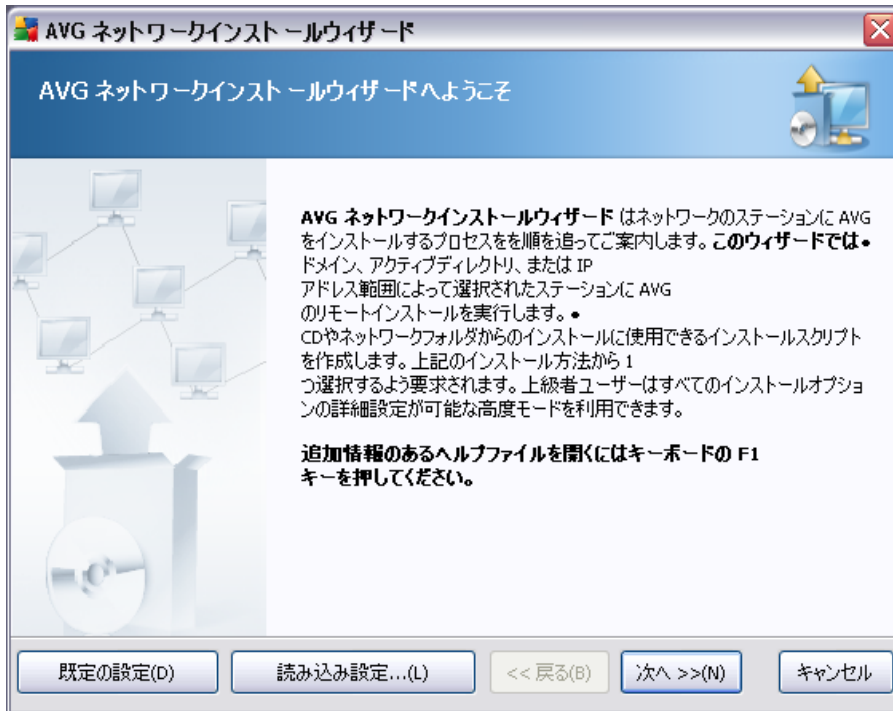 AVG ネットワークインスト ールウィザード
AVG ネットワークインスト ールウィザードへようこそ
AVG ネットワークインストールウィザード はネットワークのステーションに AVG
をインストールするプロセスをを順を追ってご案内します。このウィザードでは•
ドメイン、アクティブディレクトリ、または IP
アドレス範囲によって選択されたステーションに AVG
のリモートインストールを実行します。•
CDやネットワークフォルダからのインストールに使用できるインストールスクリプト
を作成します。上記のインストール方法から 1
つ選択するよう要求されます。上級者ユーザーはすべてのインストールオプショ
ンの詳細設定が可能な高度モードを利用できます。
追加情報のあるヘルプファイルを開くにはキーボードの F1
キーを押してください。
既定の設定(D)
読み込み設定...(L)
<< 戻る(B)
次へ >>(N)
キャンセル